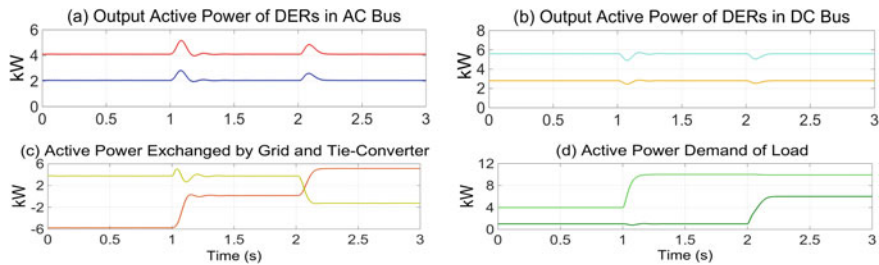 (a) Output Active Power of DERs in AC Bus
6
4
2
0
kW
0 0.5 1 1.5 2 2.5 3
(b) Output Active Power of DERs in DC Bus
8
6
4
2
0
kW
0 0.5 1 1.5 2 2.5 3
(c) Active Power Exchanged by Grid and Tie-Converter
6
2
-2
-6
kW
0 0.5 1 1.5 2 2.5 3
Time (s)
(d) Active Power Demand of Load
12
8
4
0
kW
0 0.5 1 1.5 2 2.5 3
Time (s)